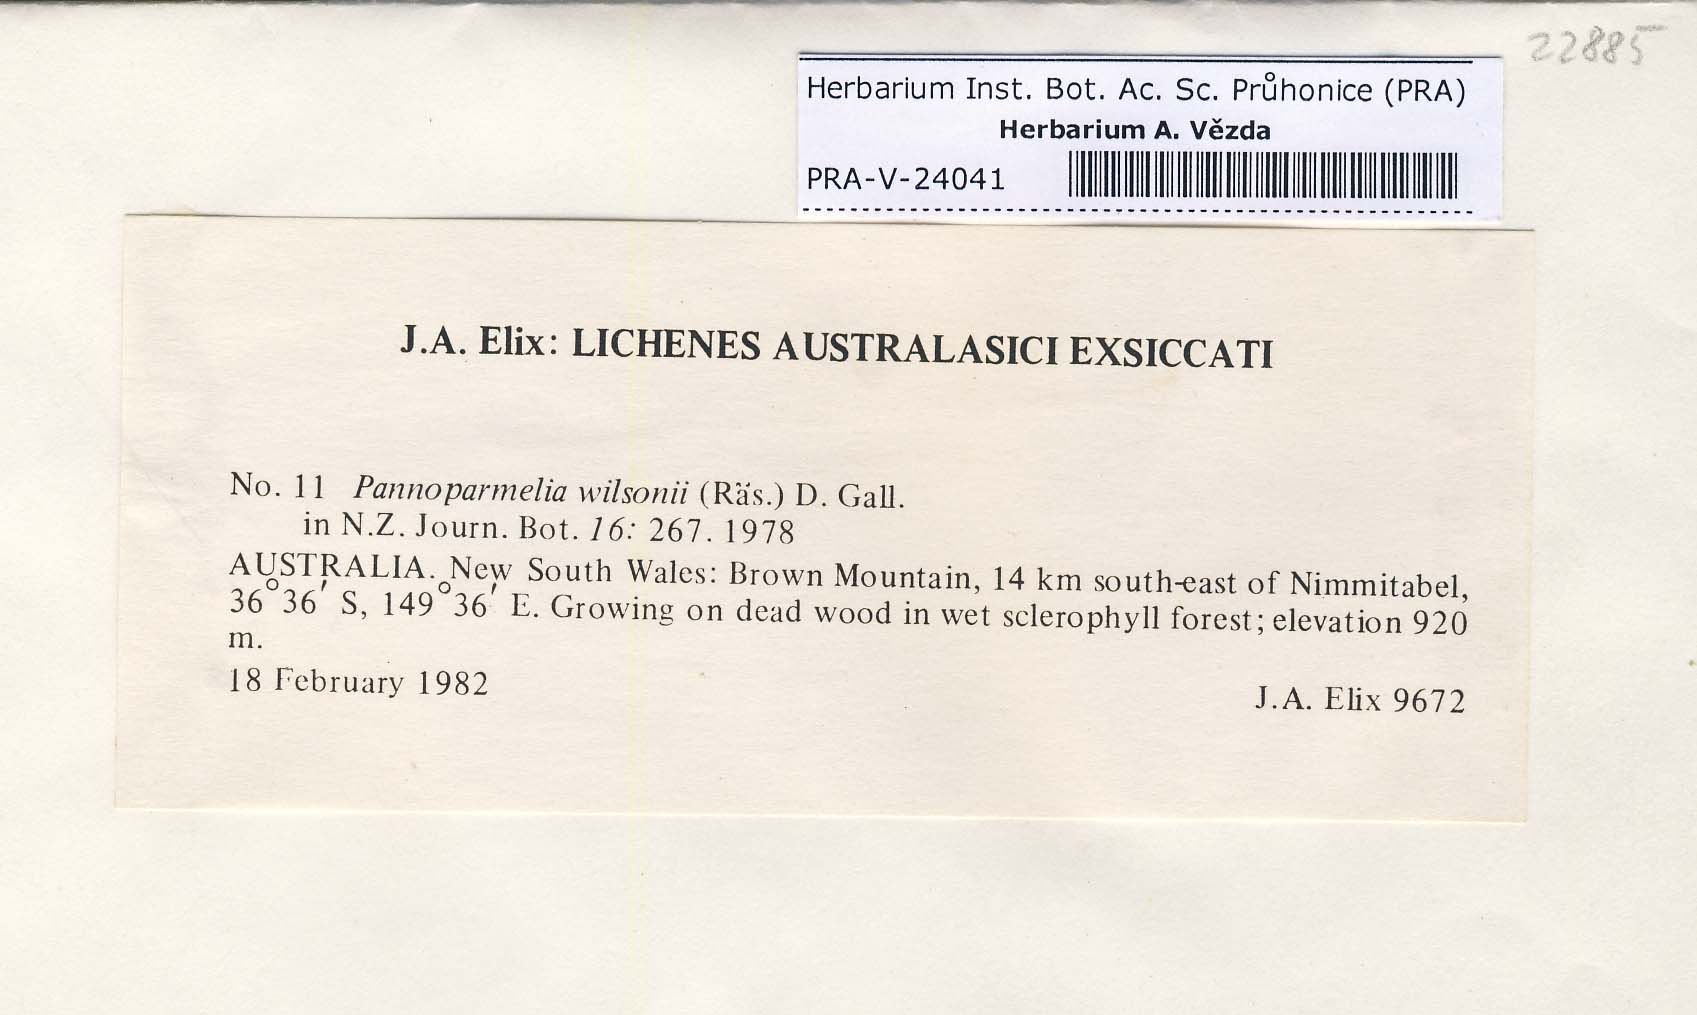 22885
Herbarium Inst. Bot. Ac. Sc. Průhonice (PRA)
Herbarium A. Vězda
PRA-V-24041
J.A. Elix: LICHENES AUSTRALASICI EXSICCATI
No. 11 Pannoparmelia wilsonii (Räs.) D. Gall.
in N.Z. Journ. Bot. 16: 267. 1978
AUSTRALIA. New South Wales: Brown Mountain, 14 km south-east of Nimmitabel,
36°36′ S, 149°36′ E. Growing on dead wood in wet sclerophyll forest; elevation 920
m.
18 February 1982
J.A. Elix 9672